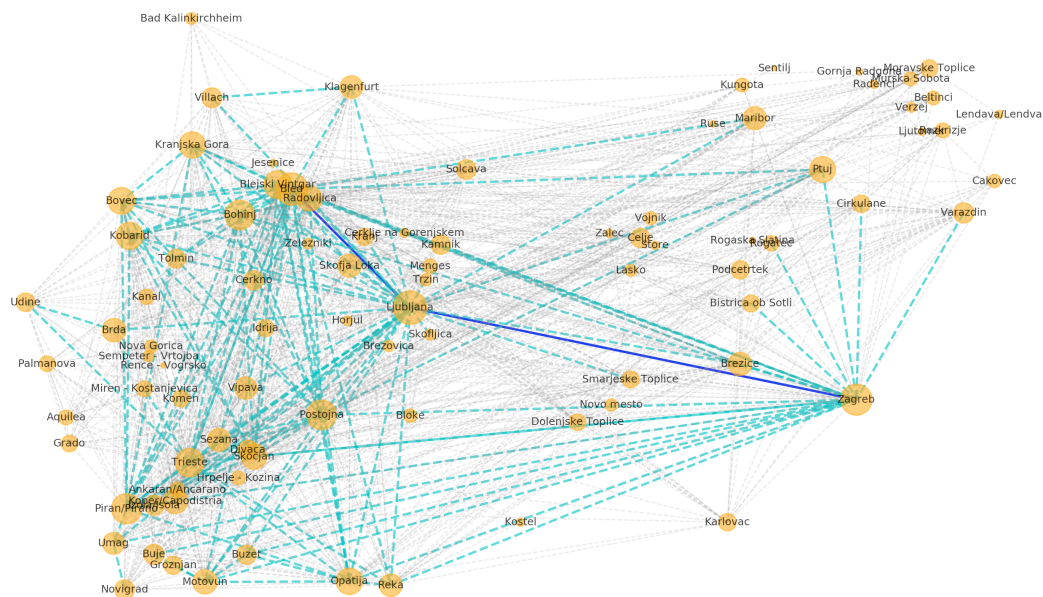 Bad Kalinkirchheim
Sentilj
Moravske Toplice
Gornja Radgona
Murska Sobota
Radenci
Kungota
Klagenfurt
Villach
Beltinci
Verzej
Lendava/Lendva
Maribor
Ruse
Ljutomer
Razkrizje
Kranjska Gora
Jesenice
Solcava
Ptuj
Cakovec
Blejski Vintgar
Bled
Radovljica
Bovec
Cirkulane
Varazdin
Bohinj
Vojnik
Kobarid
Zelezniki
Kranj
Cerklje na Gorenjskem
Kamnik
Zalec
Celje
Store
Rogaska Slatina
Rogatec
Tolmin
Skofja Loka
Menges
Trzin
Lasko
Podcetrtek
Cerkno
Udine
Kanal
Ljubljana
Bistrica ob Sotli
Horjul
Brda
Idrija
Skofljica
Nova Gorica
Brezovica
Sempeter - Vrtojba
Rence - Vogrsko
Palmanova
Brezice
Smarjeske Toplice
Miren - Kostanjevica
Vipava
Komen
Zagreb
Novo mesto
Aquilea
Postojna
Bloke
Dolenjske Toplice
Grado
Sezana
Divaca
Skocjan
Trieste
Hrpelje - Kozina
Ankaran/Ancarano
Koper/Capodistria
Piran/Pirano
Kostel
Karlovac
Umag
Buje
Buzet
Groznjan
Novigrad
Motovun
Opatija
Reka